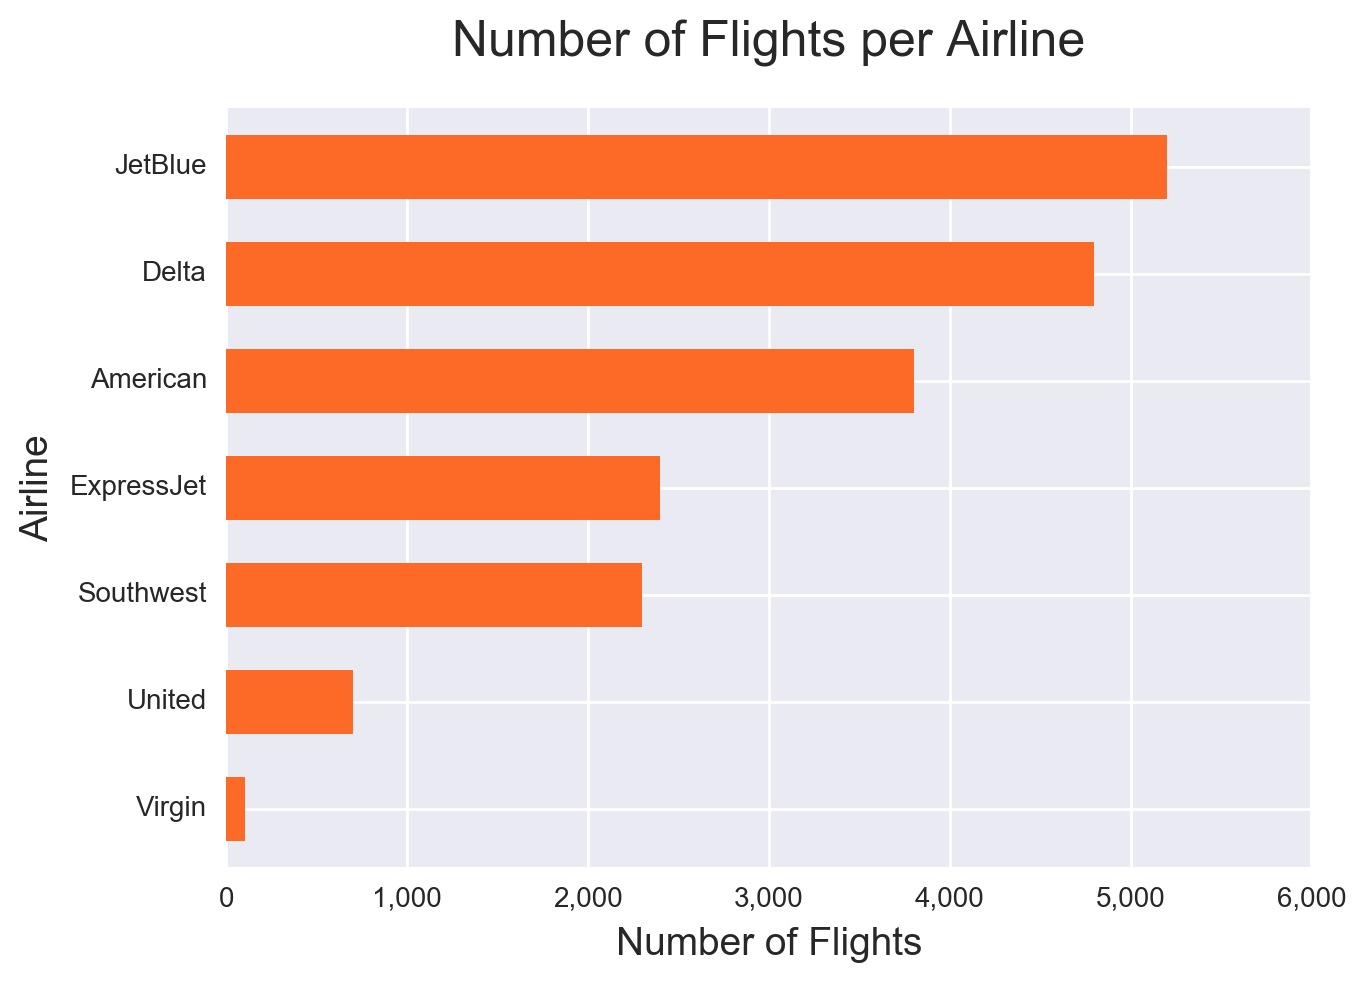 Number of Flights per Airline
JetBlue
Delta
American
ExpressJet
Southwest
United
Virgin
Airline
0 1,000 2,000 3,000 4,000 5,000 6,000
Number of Flights